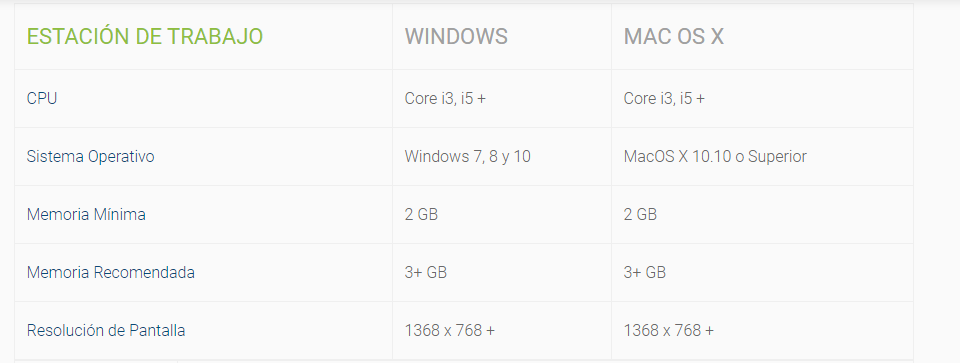 ESTACIÓN DE TRABAJO WINDOWS MAC OS X
CPU Core i3, i5 + Core i3, i5 +
Sistema Operativo Windows 7, 8 y 10 MacOS X 10.10 o Superior
Memoria Mínima 2 GB 2 GB
Memoria Recomendada 3+ GB 3+ GB
Resolución de Pantalla 1368 x 768 + 1368 x 768 +